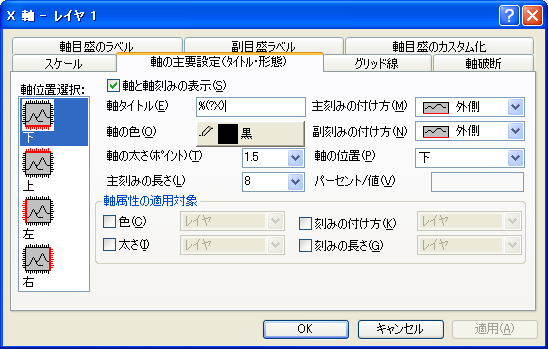 X 軸 - レイヤ 1
軸目盛のラベル 副目盛ラベル 軸目盛のカスタム化
スケール 軸の主要設定(タイトル・形態) グリッド線 軸破断
軸位置選択:
下
上
左
右
軸と軸刻みの表示(S)
軸タイトル(E) %(?X) 主刻みの付け方(M) 外側
軸の色(O) 黒 副刻みの付け方(N) 外側
軸の太さ(ポイント)(T) 1.5 軸の位置(P) 下
主刻みの長さ(L) 8 パーセント/値(V)
軸属性の適用対象
色(C) レイヤ 刻みの付け方(K) レイヤ
太さ(I) レイヤ 刻みの長さ(G) レイヤ
OK キャンセル 適用(A)